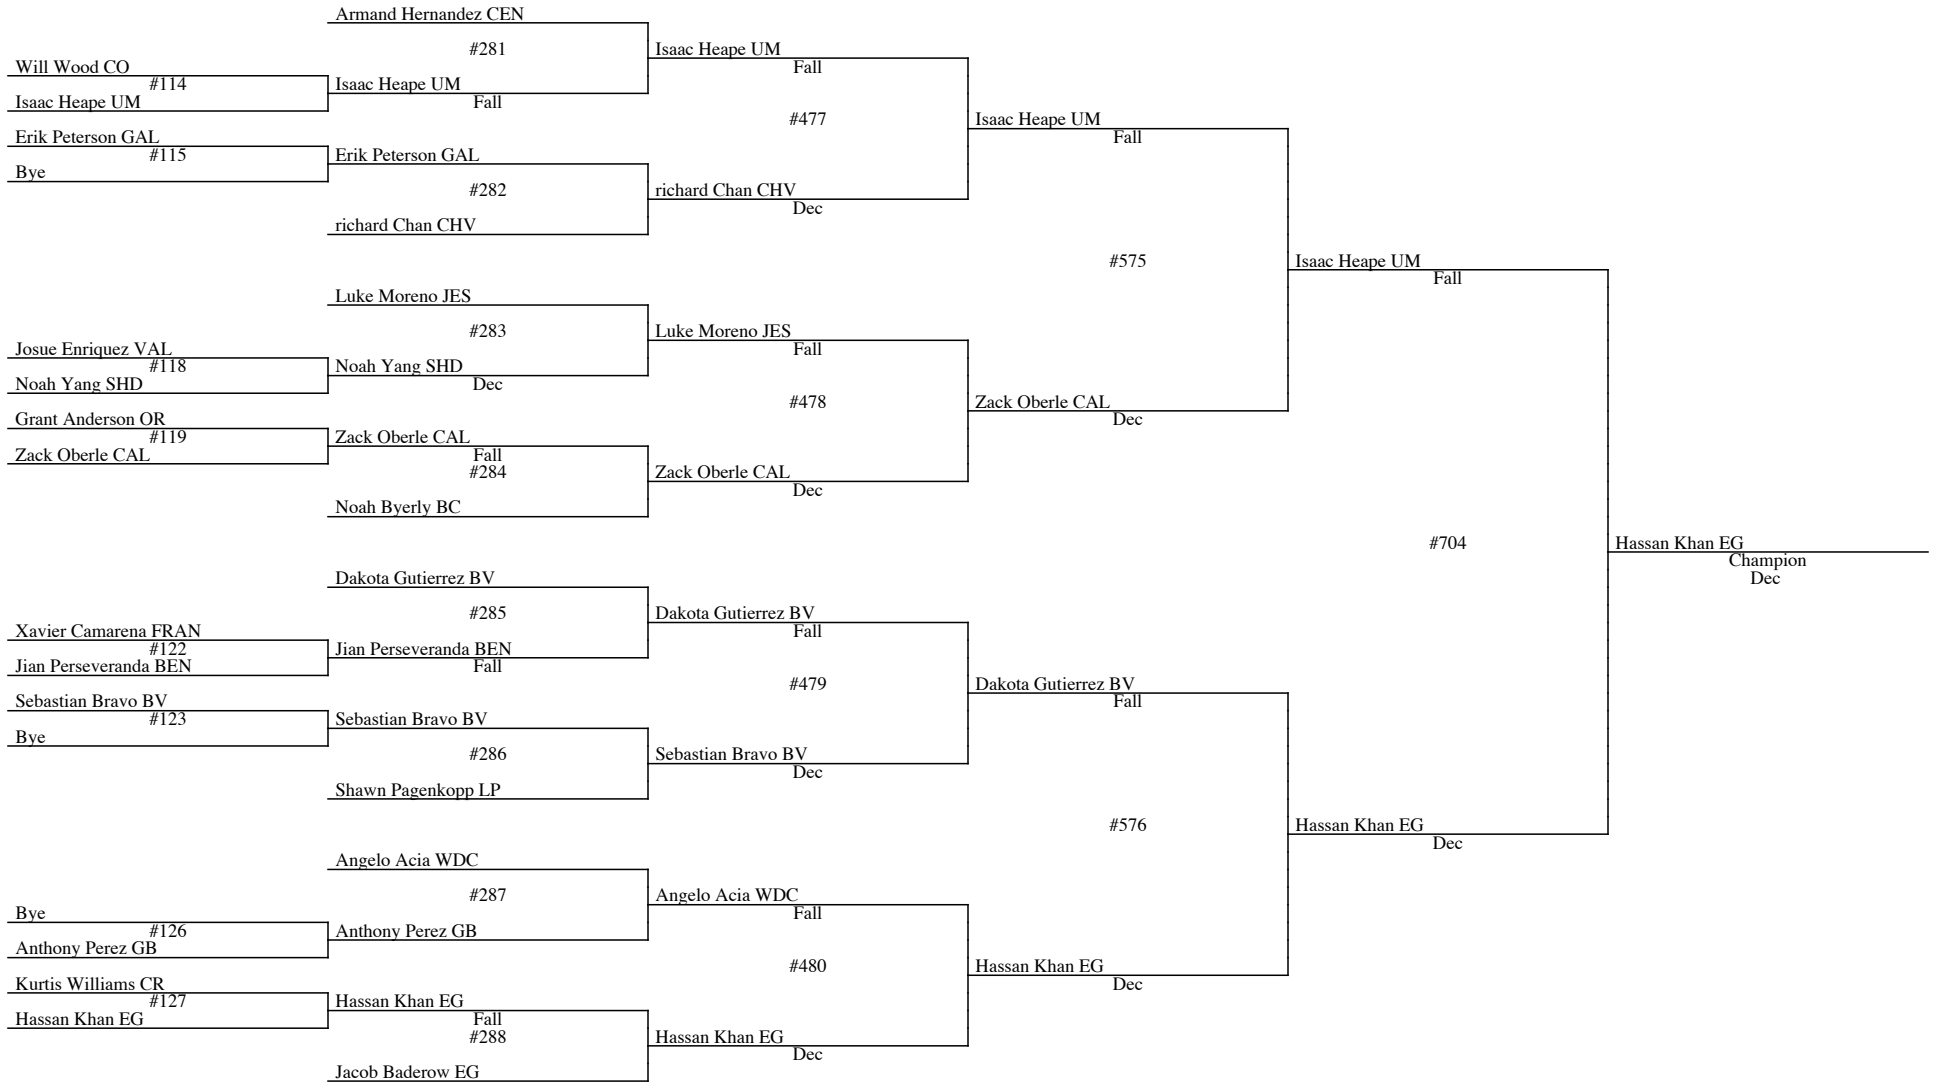 Armand Hernandez CEN
#281
Isaac Heape UM
Fall
Will Wood CO
#114
Isaac Heape UM
Isaac Heape UM
Fall
#477
Isaac Heape UM
Fall
Erik Peterson GAL
#115
Bye
Erik Peterson GAL
#282
richard Chan CHV
Dec
richard Chan CHV
#575
Isaac Heape UM
Fall
Luke Moreno JES
#283
Luke Moreno JES
Fall
Josue Enriquez VAL
#118
Noah Yang SHD
Noah Yang SHD
Dec
#478
Zack Oberle CAL
Dec
Grant Anderson OR
#119
Zack Oberle CAL
Zack Oberle CAL
Fall
#284
Zack Oberle CAL
Dec
Noah Byerly BC
#704
Hassan Khan EG
Champion
Dec
Dakota Gutierrez BV
#285
Dakota Gutierrez BV
Fall
Xavier Camarena FRAN
#122
Jian Perseveranda BEN
Jian Perseveranda BEN
Fall
#479
Dakota Gutierrez BV
Fall
Sebastian Bravo BV
#123
Bye
Sebastian Bravo BV
#286
Sebastian Bravo BV
Dec
Shawn Pagenkopp LP
#576
Hassan Khan EG
Dec
Angelo Acia WDC
#287
Angelo Acia WDC
Fall
Bye
#126
Anthony Perez GB
Anthony Perez GB
#480
Hassan Khan EG
Dec
Kurtis Williams CR
#127
Hassan Khan EG
Hassan Khan EG
Fall
#288
Hassan Khan EG
Dec
Jacob Baderow EG